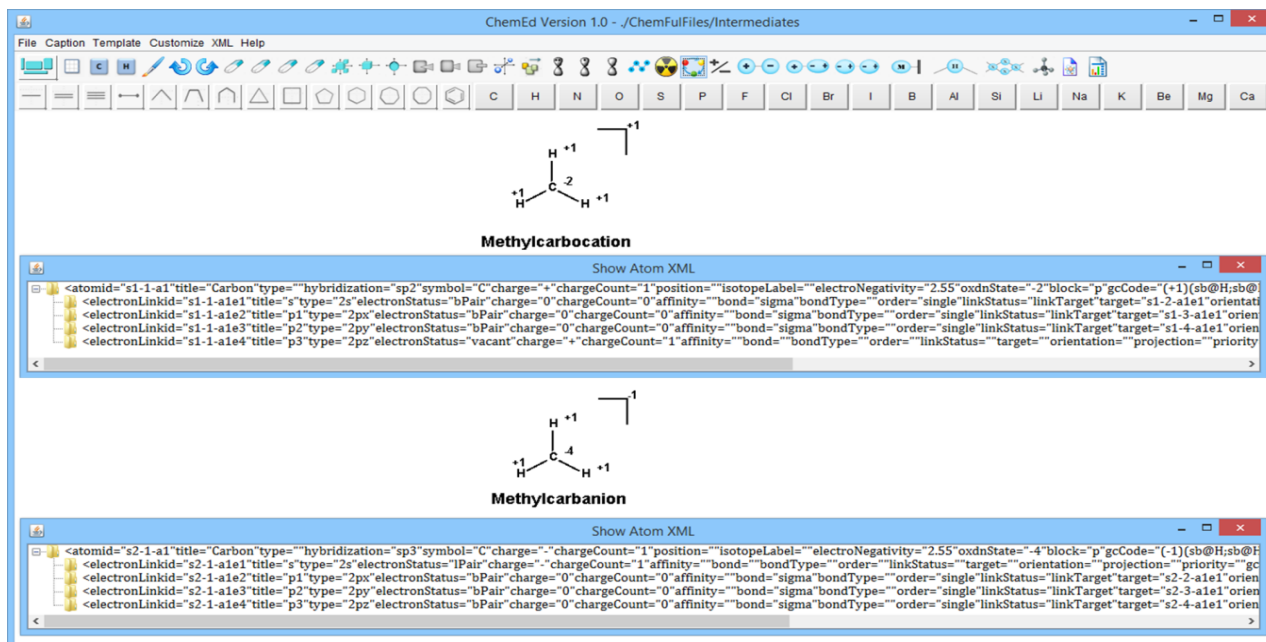 ChemEd Version 1.0 - ./ChemFulFiles/Intermediates
File Caption Template Customize XML Help
C H N O S P F Cl Br I B Al Si Li Na K Be Mg Ca
+1
H +1
-2
+1 C
H H +1
Methylcarbocation
Show Atom XML
<atomid="s1-1-a1"title="Carbon"type=""hybridization="sp2"symbol="C"charge="+"chargeCount="1"position=""isotopeLabel=""electroNegativity="2.55"oxdnState="-2"block="p"gcCode="(+1)(sb@H;sb@
<electronLinkid="s1-1-a1e1"title="s"type="2s"electronStatus="bPair"charge="0"chargeCount="0"affinity=""bond="sigma"bondType=""order="single"linkStatus="linkTarget"target="s1-2-a1e1"orientati
<electronLinkid="s1-1-a1e2"title="p1"type="2px"electronStatus="bPair"charge="0"chargeCount="0"affinity=""bond="sigma"bondType=""order="single"linkStatus="linkTarget"target="s1-3-a1e1"orien
<electronLinkid="s1-1-a1e3"title="p2"type="2py"electronStatus="bPair"charge="0"chargeCount="0"affinity=""bond="sigma"bondType=""order="single"linkStatus="linkTarget"target="s1-4-a1e1"orien
<electronLinkid="s1-1-a1e4"title="p3"type="2pz"electronStatus="vacant"charge="+"chargeCount="1"affinity=""bond=""bondType=""order=""linkStatus=""target=""orientation=""projection=""priority
-1
H +1
-4
+1 C
H H +1
Methylcarbanion
Show Atom XML
<atomid="s2-1-a1"title="Carbon"type=""hybridization="sp3"symbol="C"charge="-"chargeCount="1"position=""isotopeLabel=""electroNegativity="2.55"oxdnState="-4"block="p"gcCode="(-1)(sb@H;sb@H
<electronLinkid="s2-1-a1e1"title="s"type="2s"electronStatus="lPair"charge="-"chargeCount="1"affinity=""bond=""bondType=""order=""linkStatus=""target=""orientation=""projection=""priority=""gc
<electronLinkid="s2-1-a1e2"title="p1"type="2px"electronStatus="bPair"charge="0"chargeCount="0"affinity=""bond="sigma"bondType=""order="single"linkStatus="linkTarget"target="s2-2-a1e1"orien
<electronLinkid="s2-1-a1e3"title="p2"type="2py"electronStatus="bPair"charge="0"chargeCount="0"affinity=""bond="sigma"bondType=""order="single"linkStatus="linkTarget"target="s2-3-a1e1"orien
<electronLinkid="s2-1-a1e4"title="p3"type="2pz"electronStatus="bPair"charge="0"chargeCount="0"affinity=""bond="sigma"bondType=""order="single"linkStatus="linkTarget"target="s2-4-a1e1"orien